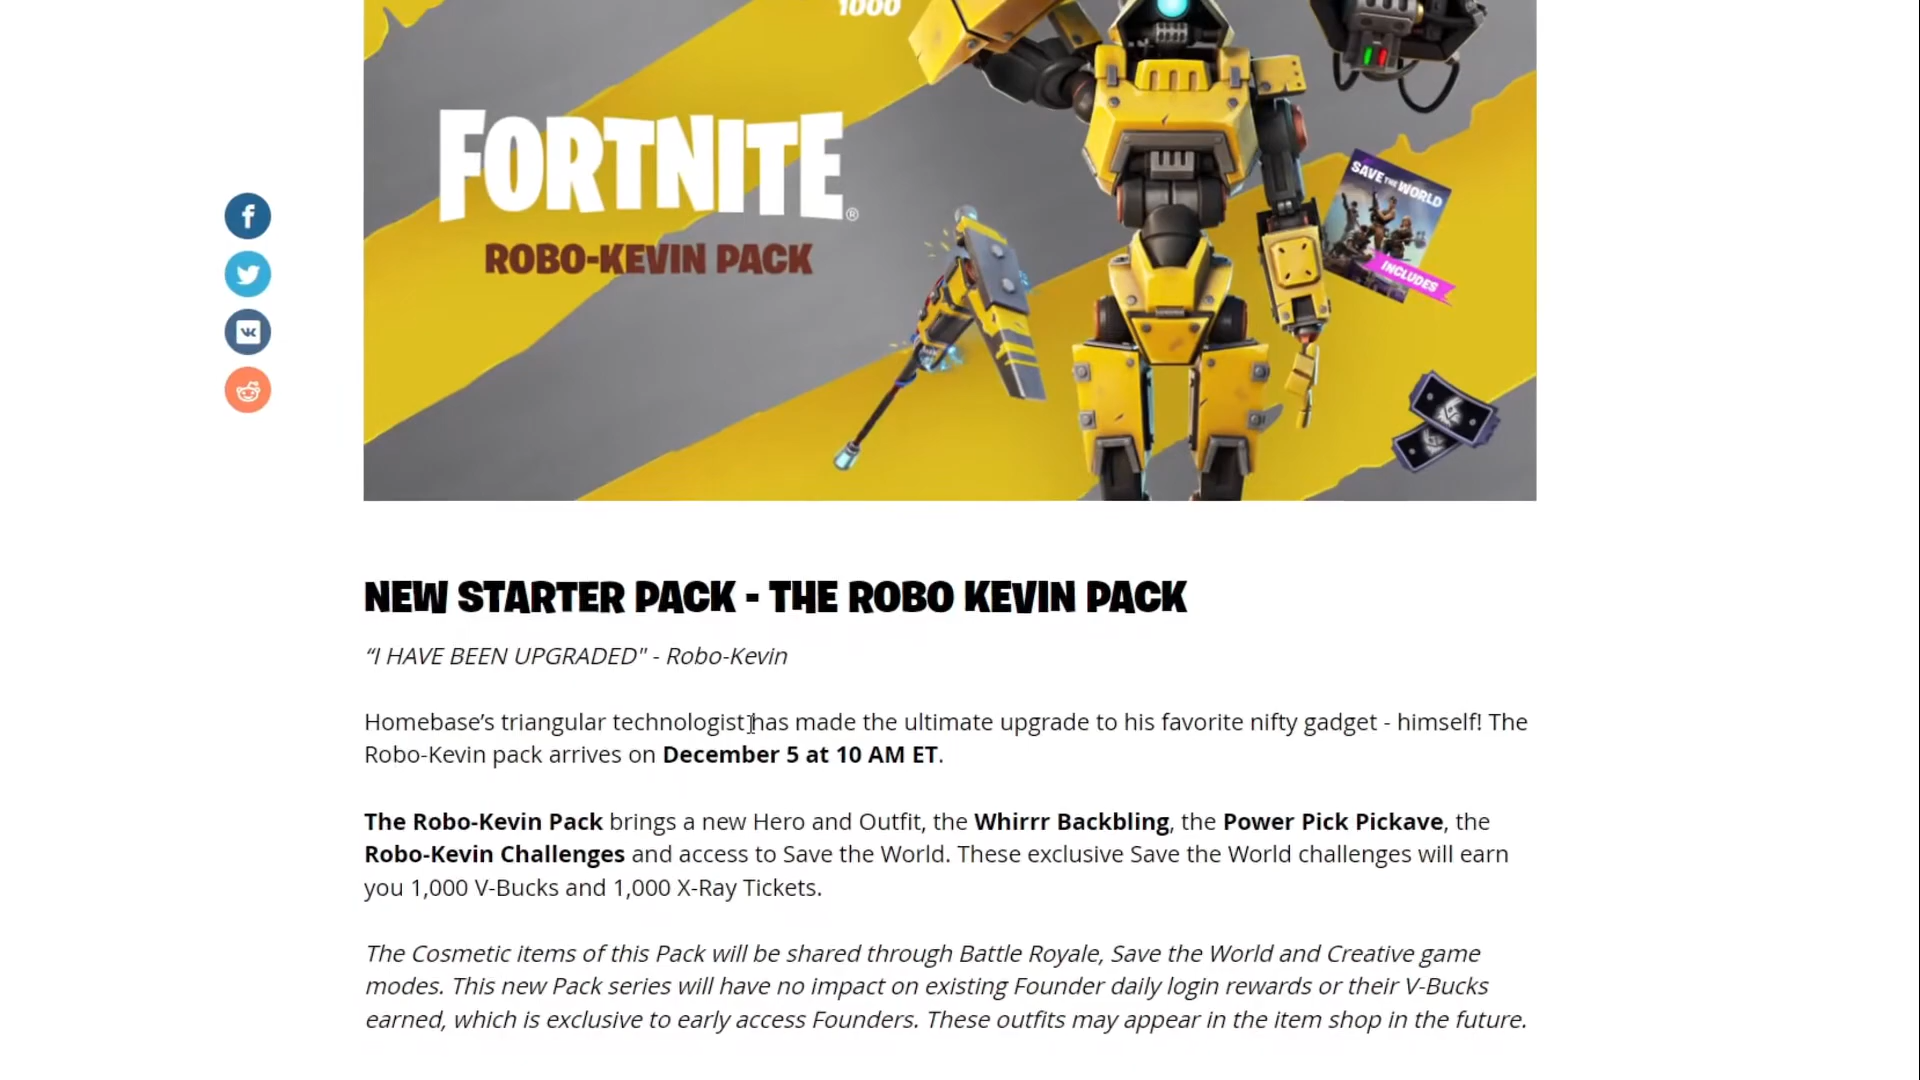 1000
FORTNITE®
ROBO-KEVIN PACK
SAVE THE WORLD
INCLUDES
NEW STARTER PACK - THE ROBO KEVIN PACK
“I HAVE BEEN UPGRADED" - Robo-Kevin
Homebase’s triangular technologist has made the ultimate upgrade to his favorite nifty gadget - himself! The
Robo-Kevin pack arrives on December 5 at 10 AM ET.
The Robo-Kevin Pack brings a new Hero and Outfit, the Whirrr Backbling, the Power Pick Pickaxe, the
Robo-Kevin Challenges and access to Save the World. These exclusive Save the World challenges will earn
you 1,000 V-Bucks and 1,000 X-Ray Tickets.
The Cosmetic items of this Pack will be shared through Battle Royale, Save the World and Creative game
modes. This new Pack series will have no impact on existing Founder daily login rewards or their V-Bucks
earned, which is exclusive to early access Founders. These outfits may appear in the item shop in the future.